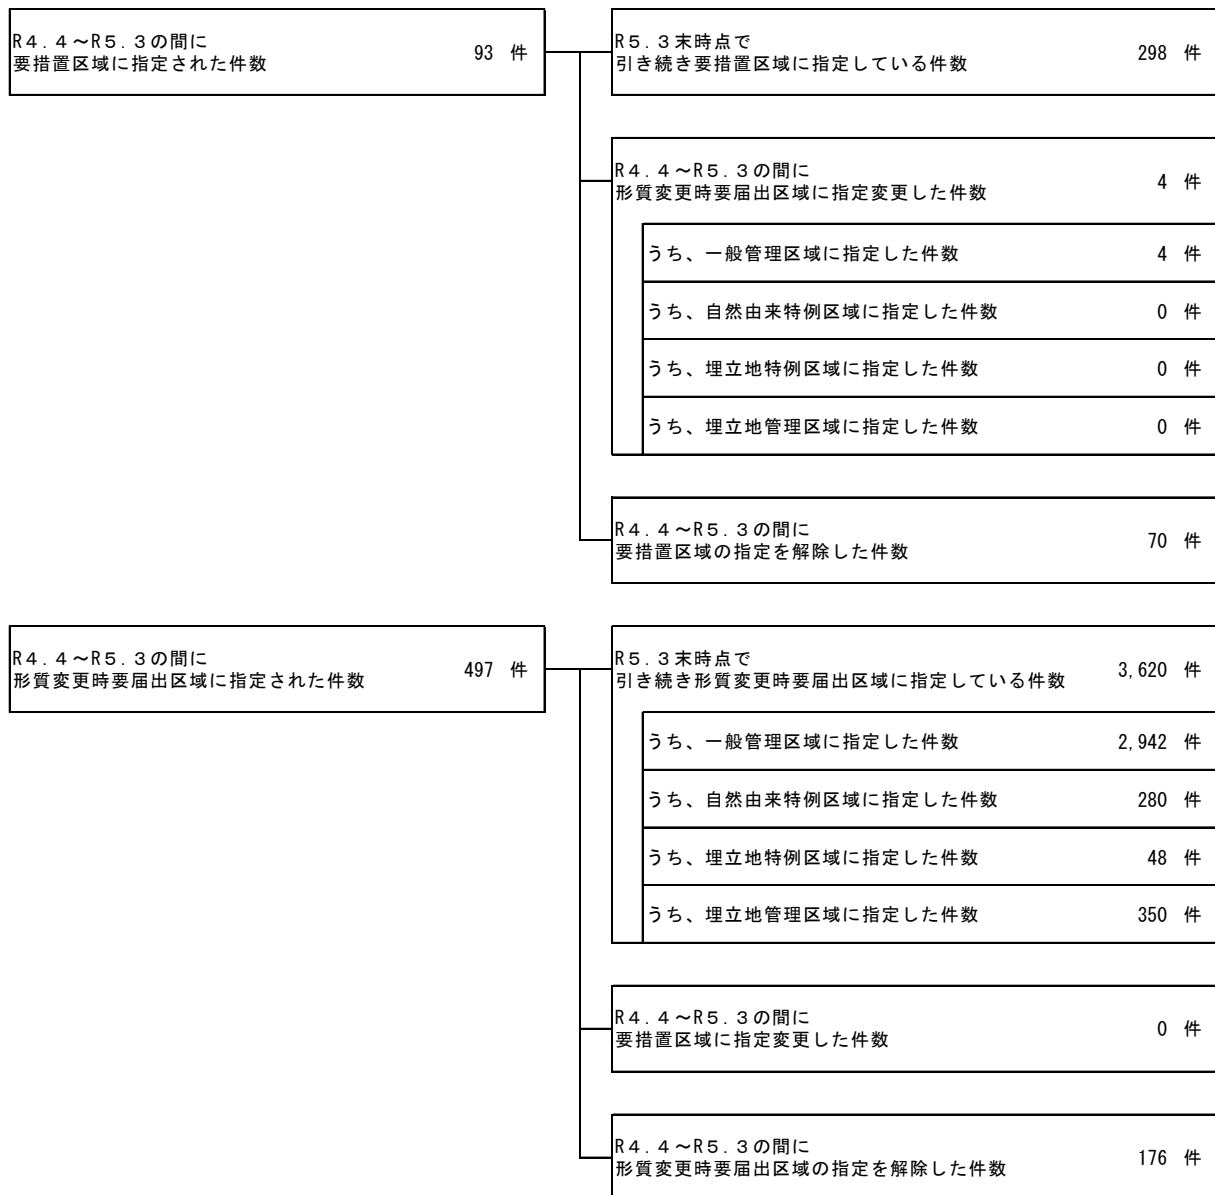 R4.4～R5.3の間に
要措置区域に指定された件数 93 件
R5.3末時点で
引き続き要措置区域に指定している件数 298 件
R4.4～R5.3の間に
形質変更時要届出区域に指定変更した件数 4 件
うち、一般管理区域に指定した件数 4 件
うち、自然由来特例区域に指定した件数 0 件
うち、埋立地特例区域に指定した件数 0 件
うち、埋立地管理区域に指定した件数 0 件
R4.4～R5.3の間に
要措置区域の指定を解除した件数 70 件
R4.4～R5.3の間に
形質変更時要届出区域に指定された件数 497 件
R5.3末時点で
引き続き形質変更時要届出区域に指定している件数 3,620 件
うち、一般管理区域に指定した件数 2,942 件
うち、自然由来特例区域に指定した件数 280 件
うち、埋立地特例区域に指定した件数 48 件
うち、埋立地管理区域に指定した件数 350 件
R4.4～R5.3の間に
要措置区域に指定変更した件数 0 件
R4.4～R5.3の間に
形質変更時要届出区域の指定を解除した件数 176 件